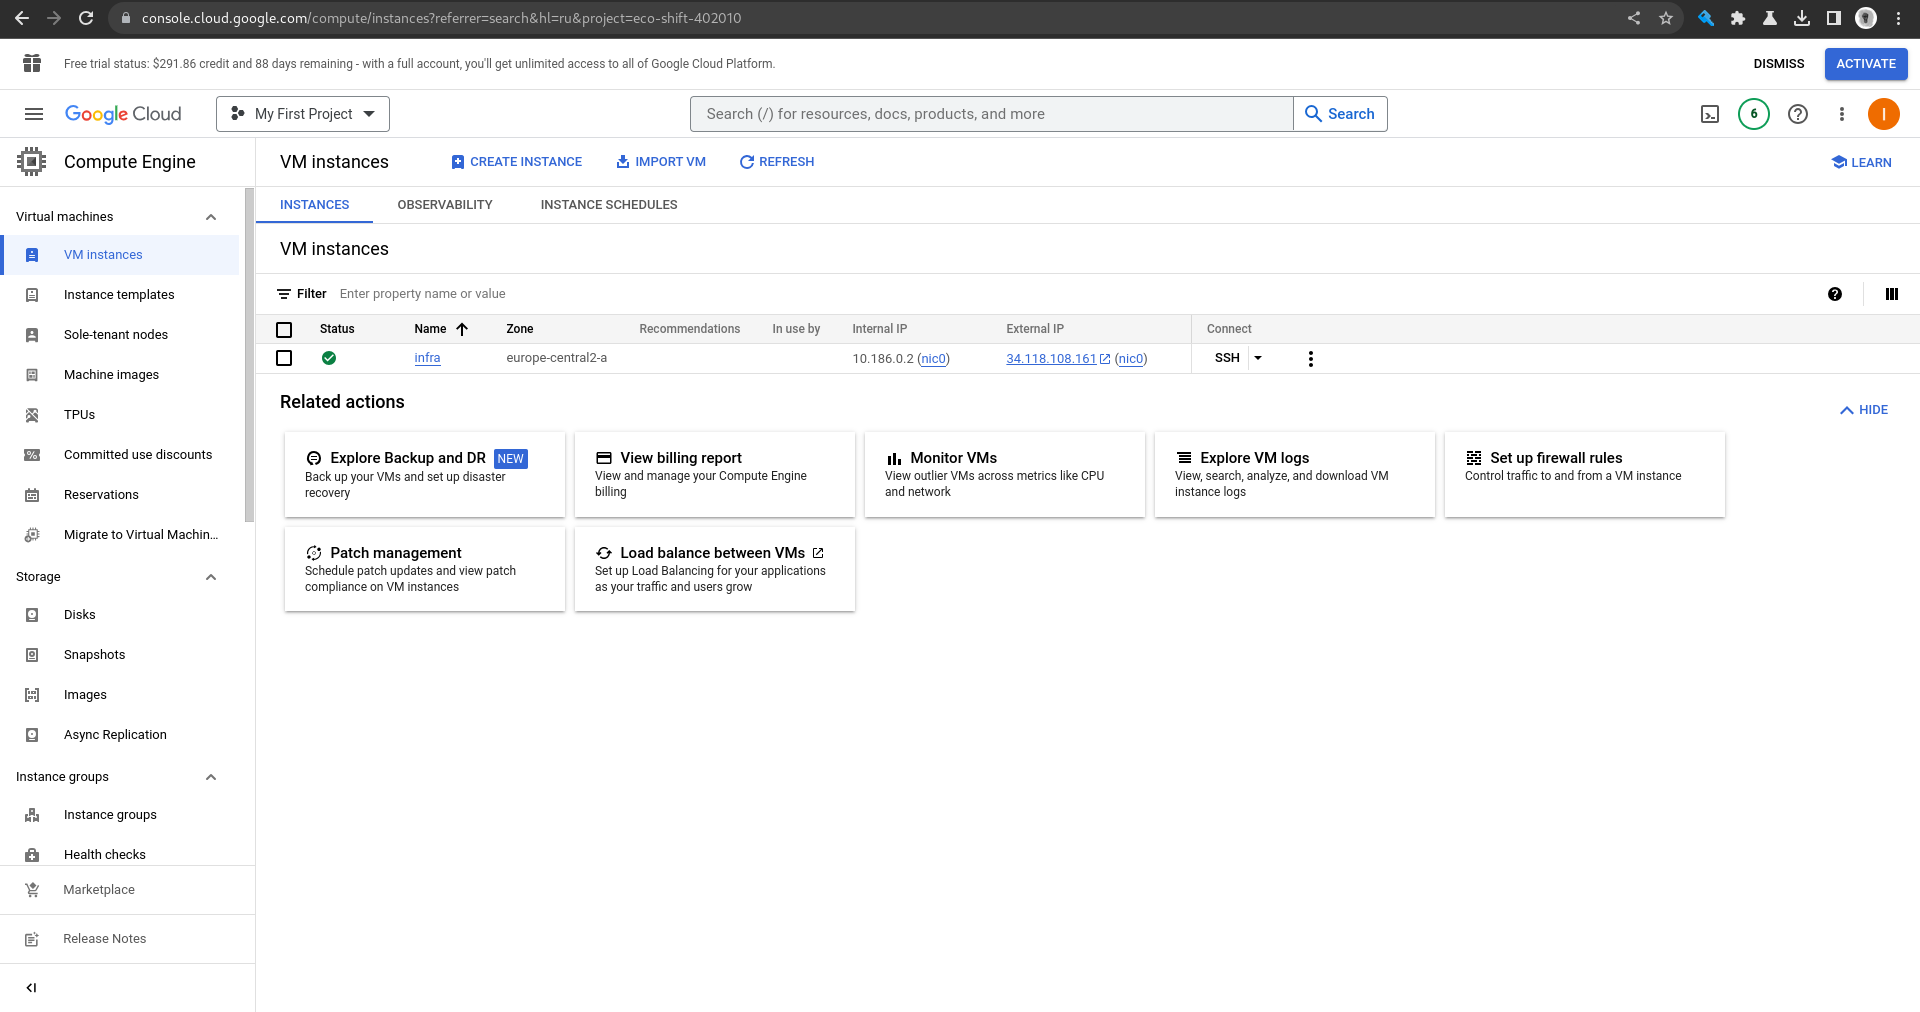 console.cloud.google.com/compute/instances?referrer=search&hl=ru&project=eco-shift-402010
Free trial status: $291.86 credit and 88 days remaining - with a full account, you'll get unlimited access to all of Google Cloud Platform.
DISMISS
ACTIVATE
Google Cloud
My First Project
Search (/) for resources, docs, products, and more
Search
6
I
Compute Engine
VM instances
CREATE INSTANCE
IMPORT VM
REFRESH
LEARN
Virtual machines
VM instances
Instance templates
Sole-tenant nodes
Machine images
TPUs
Committed use discounts
Reservations
Migrate to Virtual Machin...
Storage
Disks
Snapshots
Images
Async Replication
Instance groups
Instance groups
Health checks
Marketplace
Release Notes
INSTANCES
OBSERVABILITY
INSTANCE SCHEDULES
VM instances
Filter Enter property name or value
Status Name Zone Recommendations In use by Internal IP External IP Connect
infra europe-central2-a 10.186.0.2 (nic0) 34.118.108.161 (nic0) SSH
Related actions
HIDE
Explore Backup and DR NEW
Back up your VMs and set up disaster
recovery
View billing report
View and manage your Compute Engine
billing
Monitor VMs
View outlier VMs across metrics like CPU
and network
Explore VM logs
View, search, analyze, and download VM
instance logs
Set up firewall rules
Control traffic to and from a VM instance
Patch management
Schedule patch updates and view patch
compliance on VM instances
Load balance between VMs
Set up Load Balancing for your applications
as your traffic and users grow